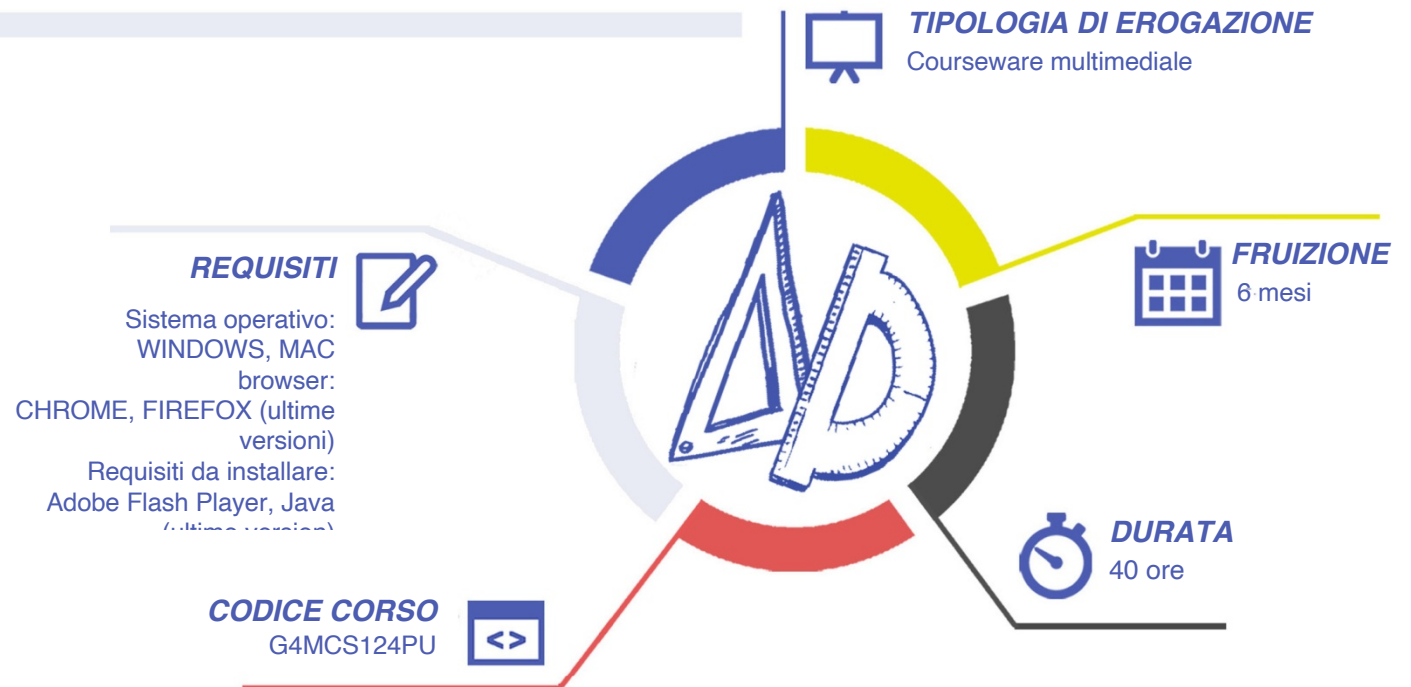 TIPOLOGIA DI EROGAZIONE
Courseware multimediale
FRUIZIONE
6 mesi
REQUISITI
Sistema operativo:
WINDOWS, MAC
browser:
CHROME, FIREFOX (ultime
versioni)
Requisiti da installare:
Adobe Flash Player, Java
DURATA
40 ore
CODICE CORSO
G4MCS124PU
<>